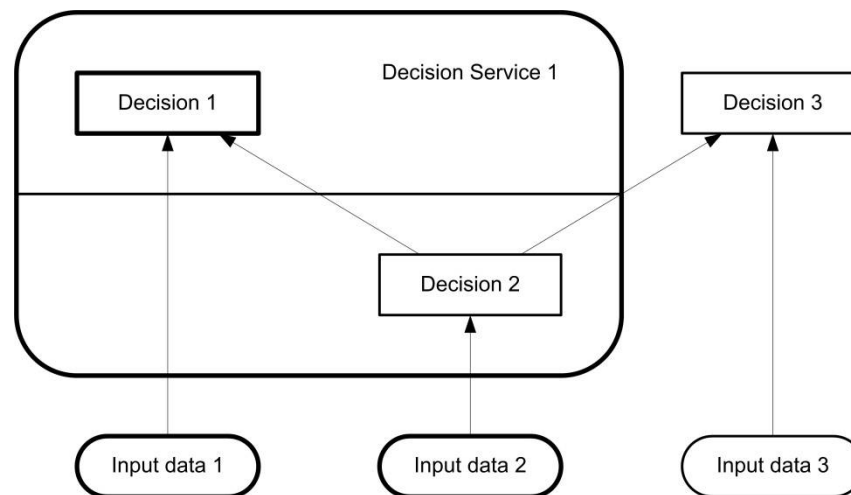 Decision Service 1
Decision 1
Decision 3
Decision 2
Input data 1
Input data 2
Input data 3